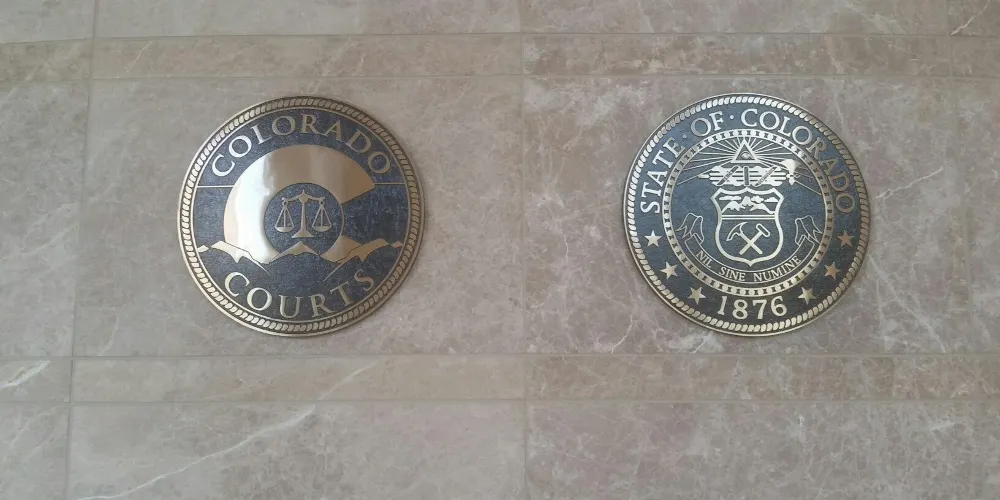 COLORADO
COURTS
STATE·OF·COLORADO
NIL SINE NUMINE
1876